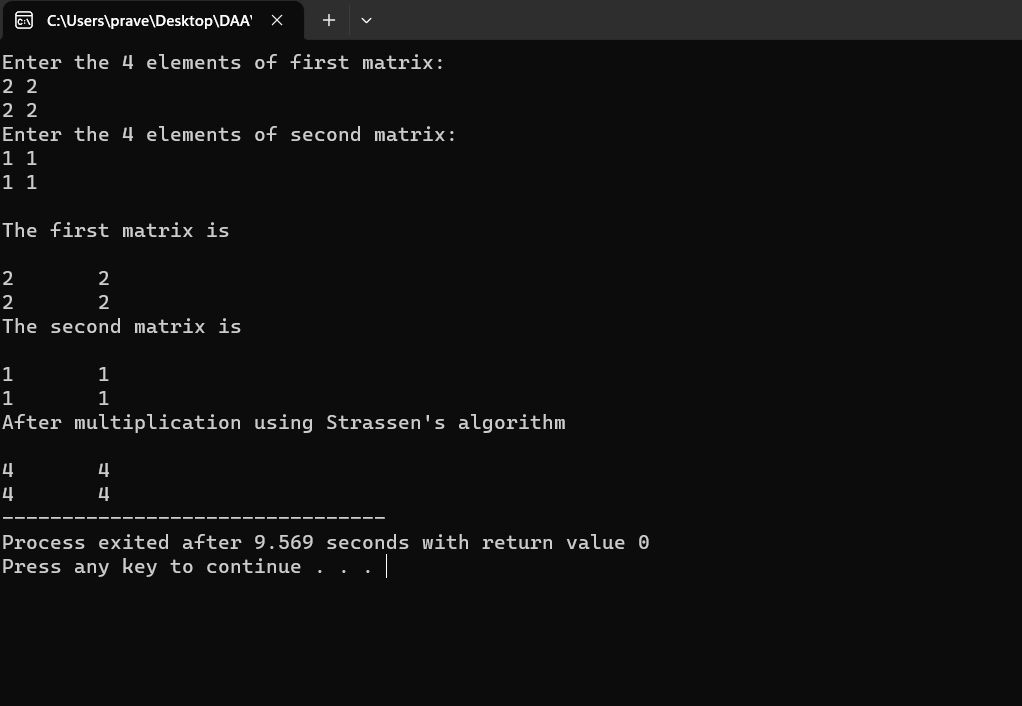 C:\Users\prave\Desktop\DAA'
Enter the 4 elements of first matrix:
2 2
2 2
Enter the 4 elements of second matrix:
1 1
1 1
The first matrix is
2 2
2 2
The second matrix is
1 1
1 1
After multiplication using Strassen's algorithm
4 4
4 4
--------------------------------
Process exited after 9.569 seconds with return value 0
Press any key to continue . . .